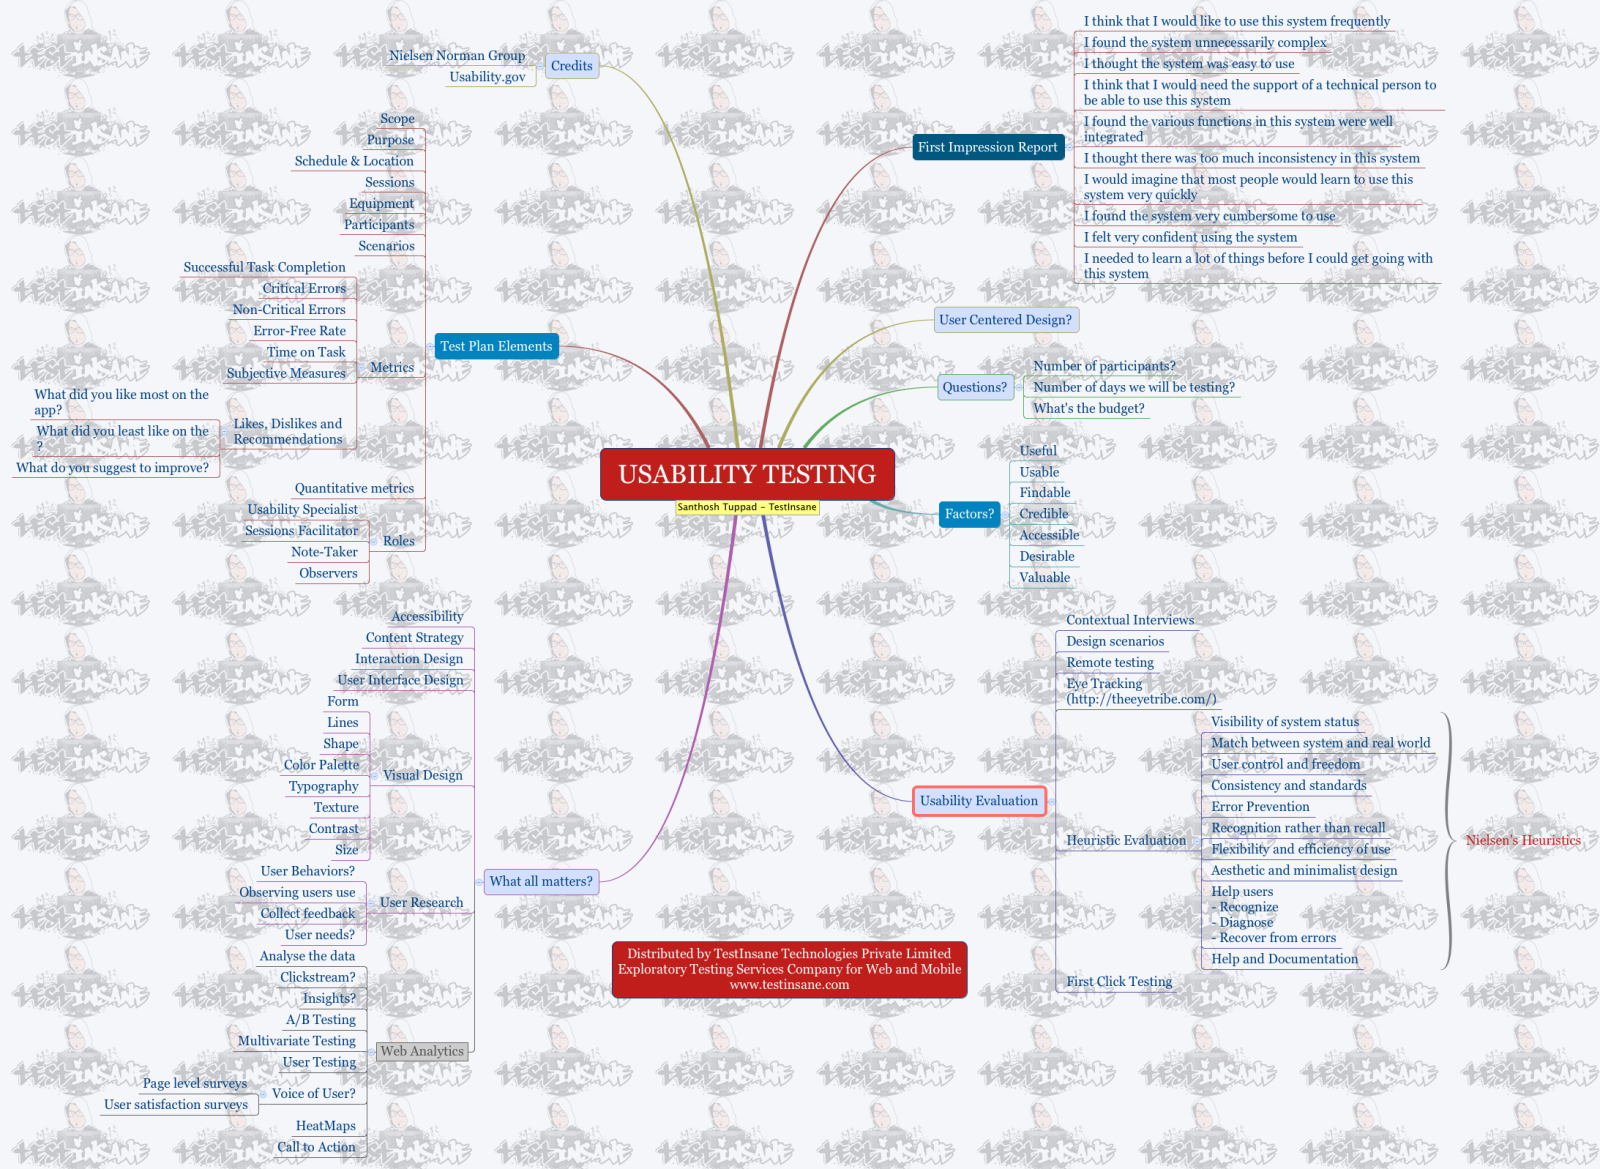 Nielsen Norman Group
Usability.gov
Credits
Scope
Purpose
Schedule & Location
Sessions
Equipment
Participants
Scenarios
Successful Task Completion
Critical Errors
Non-Critical Errors
Error-Free Rate
Time on Task
Subjective Measures
Metrics
What did you like most on the
app?
What did you least like on the
?
What do you suggest to improve?
Likes, Dislikes and
Recommendations
Quantitative metrics
Usability Specialist
Sessions Facilitator
Note-Taker
Observers
Roles
Test Plan Elements
I think that I would like to use this system frequently
I found the system unnecessarily complex
I thought the system was easy to use
I think that I would need the support of a technical person to
be able to use this system
I found the various functions in this system were well
integrated
I thought there was too much inconsistency in this system
I would imagine that most people would learn to use this
system very quickly
I found the system very cumbersome to use
I felt very confident using the system
I needed to learn a lot of things before I could get going with
this system
First Impression Report
User Centered Design?
Questions?
Number of participants?
Number of days we will be testing?
What's the budget?
USABILITY TESTING
Santhosh Tuppad - TestInsane
Factors?
Useful
Usable
Findable
Credible
Accessible
Desirable
Valuable
Accessibility
Content Strategy
Interaction Design
User Interface Design
Form
Lines
Shape
Color Palette
Typography
Texture
Contrast
Size
Visual Design
User Behaviors?
Observing users use
Collect feedback
User needs?
User Research
What all matters?
Analyse the data
Clickstream?
Insights?
A/B Testing
Multivariate Testing
User Testing
Page level surveys
User satisfaction surveys
Voice of User?
HeatMaps
Call to Action
Web Analytics
Usability Evaluation
Contextual Interviews
Design scenarios
Remote testing
Eye Tracking
(http://theeyetribe.com/)
Heuristic Evaluation
Visibility of system status
Match between system and real world
User control and freedom
Consistency and standards
Error Prevention
Recognition rather than recall
Flexibility and efficiency of use
Aesthetic and minimalist design
Help users
- Recognize
- Diagnose
- Recover from errors
Help and Documentation
Nielsen's Heuristics
First Click Testing
Distributed by TestInsane Technologies Private Limited
Exploratory Testing Services Company for Web and Mobile
www.testinsane.com